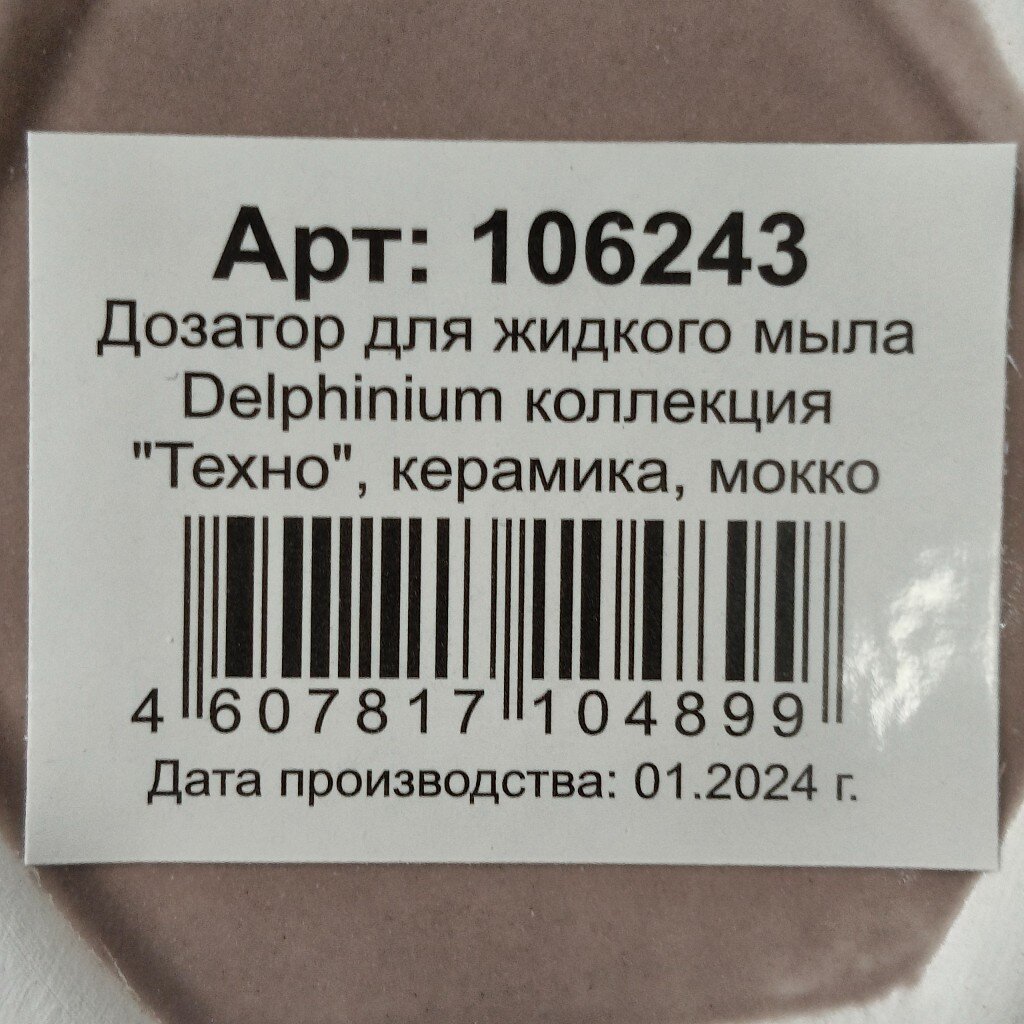 Арт: 106243
Дозатор для жидкого мыла
Delphinium коллекция
"Техно", керамика, мокко
4 607817 104899
Дата производства: 01.2024 г.